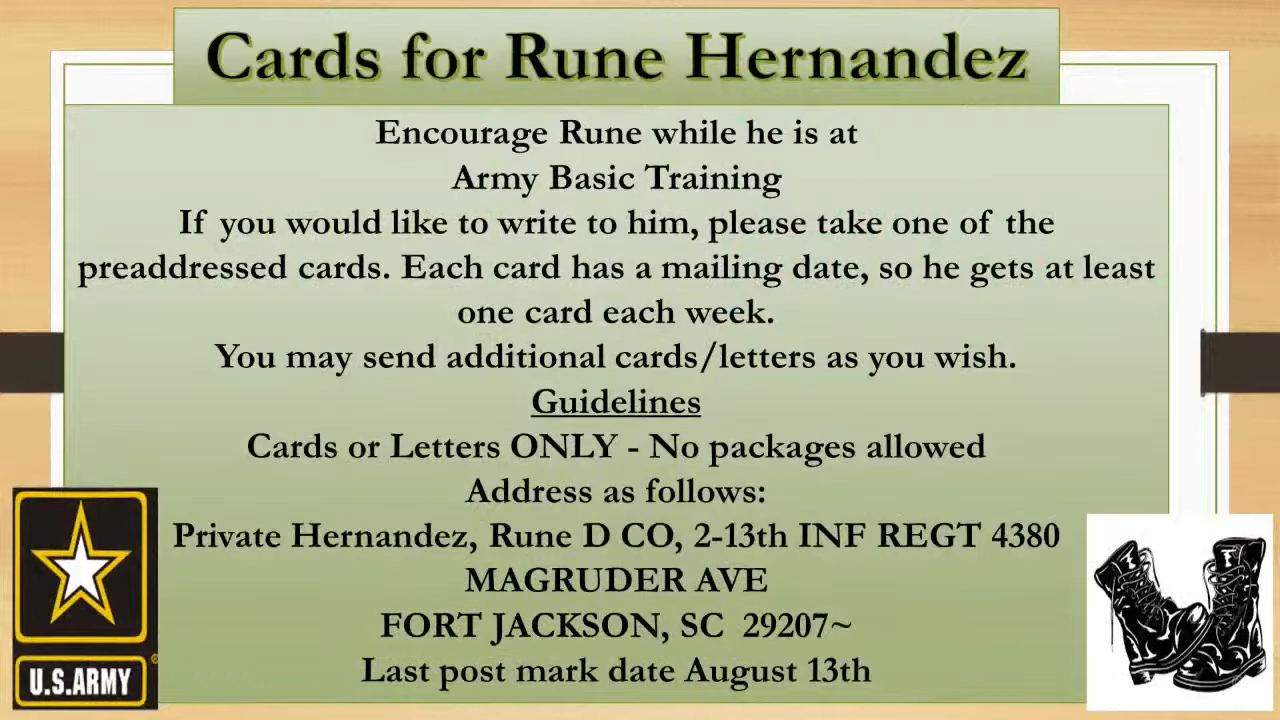 Cards for Rune Hernandez
Encourage Rune while he is at
Army Basic Training
If you would like to write to him, please take one of the
preaddressed cards. Each card has a mailing date, so he gets at least
one card each week.
You may send additional cards/letters as you wish.
Guidelines
Cards or Letters ONLY - No packages allowed
Address as follows:
Private Hernandez, Rune D CO, 2-13th INF REGT 4380
MAGRUDER AVE
FORT JACKSON, SC 29207~
Last post mark date August 13th
U.S.ARMY